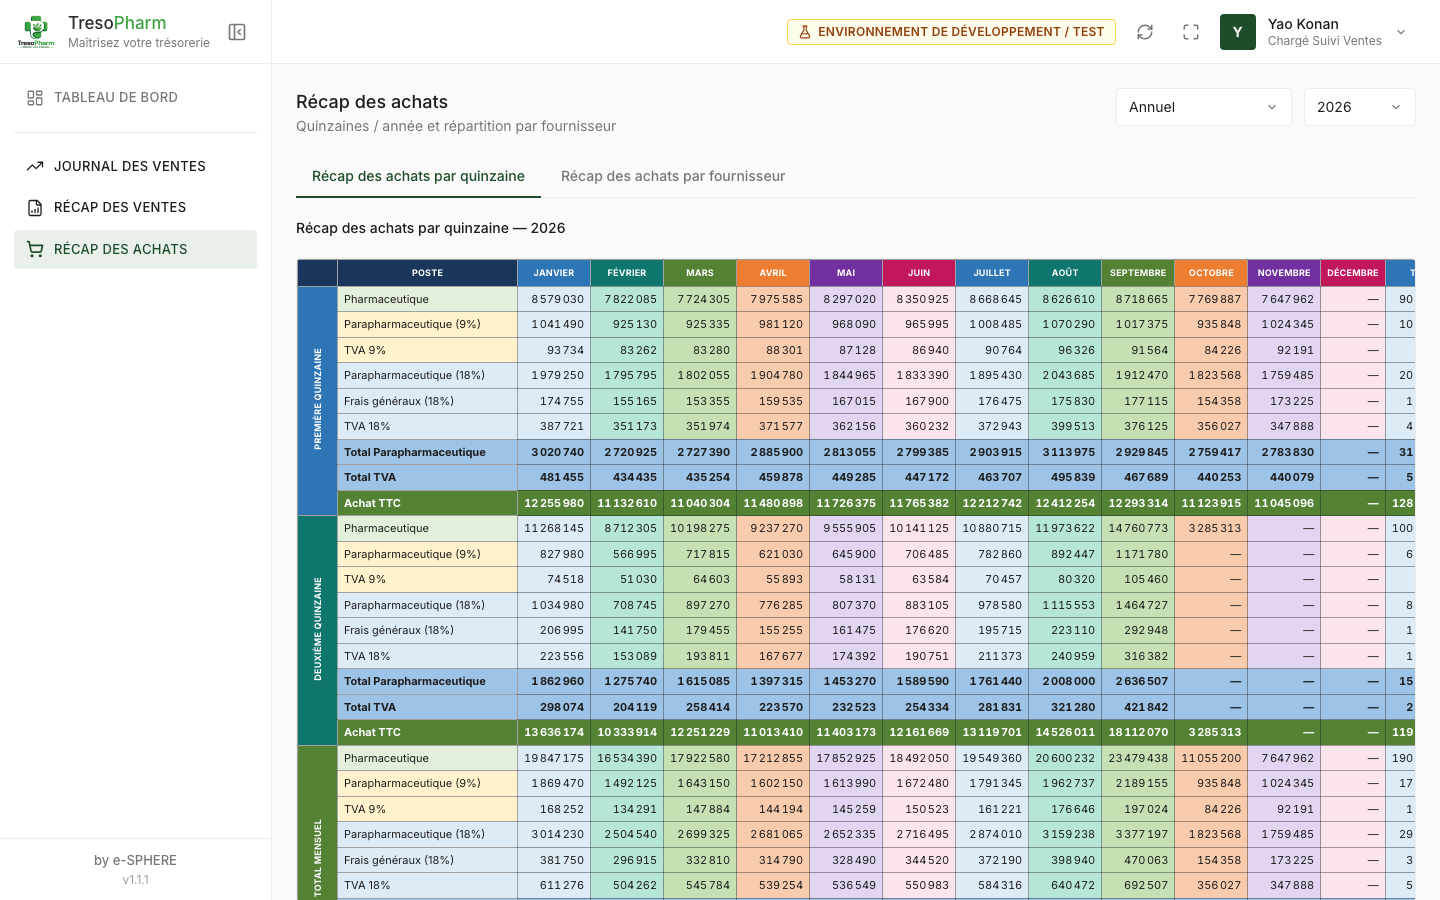 TresoPharm
Maîtrisez votre trésorerie
TresoPharm
ENVIRONNEMENT DE DÉVELOPPEMENT / TEST
Y
Yao Konan
Chargé Suivi Ventes
TABLEAU DE BORD
JOURNAL DES VENTES
RÉCAP DES VENTES
RÉCAP DES ACHATS
by e-SPHERE
v1.1.1
Récap des achats
Quinzaines / année et répartition par fournisseur
Annuel
2026
Récap des achats par quinzaine
Récap des achats par fournisseur
Récap des achats par quinzaine — 2026
POSTE JANVIER FÉVRIER MARS AVRIL MAI JUIN JUILLET AOÛT SEPTEMBRE OCTOBRE NOVEMBRE DÉCEMBRE T
PREMIÈRE QUINZAINE
Pharmaceutique 8 579 030 7 822 085 7 724 305 7 975 585 8 297 020 8 350 925 8 668 645 8 626 610 8 718 665 7 769 887 7 647 962 — 90
Parapharmaceutique (9%) 1 041 490 925 130 925 335 981 120 968 090 965 995 1 008 485 1 070 290 1 017 375 935 848 1 024 345 — 10
TVA 9% 93 734 83 262 83 280 88 301 87 128 86 940 90 764 96 326 91 564 84 226 92 191 —
Parapharmaceutique (18%) 1 979 250 1 795 795 1 802 055 1 904 780 1 844 965 1 833 390 1 895 430 2 043 685 1 912 470 1 823 568 1 759 485 — 20
Frais généraux (18%) 174 755 155 165 153 355 159 535 167 015 167 900 176 475 175 830 177 115 154 358 173 225 — 1
TVA 18% 387 721 351 173 351 974 371 577 362 156 360 232 372 943 399 513 376 125 356 027 347 888 — 4
Total Parapharmaceutique 3 020 740 2 720 925 2 727 390 2 885 900 2 813 055 2 799 385 2 903 915 3 113 975 2 929 845 2 759 417 2 783 830 — 31
Total TVA 481 455 434 435 435 254 459 878 449 285 447 172 463 707 495 839 467 689 440 253 440 079 — 5
Achat TTC 12 255 980 11 132 610 11 040 304 11 480 898 11 726 375 11 765 382 12 212 742 12 412 254 12 293 314 11 123 915 11 045 096 — 128
DEUXIÈME QUINZAINE
Pharmaceutique 11 268 145 8 712 305 10 198 275 9 237 270 9 555 905 10 141 125 10 880 715 11 973 622 14 760 773 3 285 313 — — 100
Parapharmaceutique (9%) 827 980 566 995 717 815 621 030 645 900 706 485 782 860 892 447 1 171 780 — — — 6
TVA 9% 74 518 51 030 64 603 55 893 58 131 63 584 70 457 80 320 105 460 — — —
Parapharmaceutique (18%) 1 034 980 708 745 897 270 776 285 807 370 883 105 978 580 1 115 553 1 464 727 — — — 8
Frais généraux (18%) 206 995 141 750 179 455 155 255 161 475 176 620 195 715 223 110 292 948 — — — 1
TVA 18% 223 556 153 089 193 811 167 677 174 392 190 751 211 373 240 959 316 382 — — — 1
Total Parapharmaceutique 1 862 960 1 275 740 1 615 085 1 397 315 1 453 270 1 589 590 1 761 440 2 008 000 2 636 507 — — — 15
Total TVA 298 074 204 119 258 414 223 570 232 523 254 334 281 831 321 280 421 842 — — — 2
Achat TTC 13 636 174 10 333 914 12 251 229 11 013 410 11 403 173 12 161 669 13 119 701 14 526 011 18 112 070 3 285 313 — — 119
TOTAL MENSUEL
Pharmaceutique 19 847 175 16 534 390 17 922 580 17 212 855 17 852 925 18 492 050 19 549 360 20 600 232 23 479 438 11 055 200 7 647 962 — 190
Parapharmaceutique (9%) 1 869 470 1 492 125 1 643 150 1 602 150 1 613 990 1 672 480 1 791 345 1 962 737 2 189 155 935 848 1 024 345 — 17
TVA 9% 168 252 134 291 147 884 144 194 145 259 150 523 161 221 176 646 197 024 84 226 92 191 — 1
Parapharmaceutique (18%) 3 014 230 2 504 540 2 699 325 2 681 065 2 652 335 2 716 495 2 874 010 3 159 238 3 377 197 1 823 568 1 759 485 — 29
Frais généraux (18%) 381 750 296 915 332 810 314 790 328 490 344 520 372 190 398 940 470 063 154 358 173 225 — 3
TVA 18% 611 276 504 262 545 784 539 254 536 549 550 983 584 316 640 472 692 507 356 027 347 888 — 5